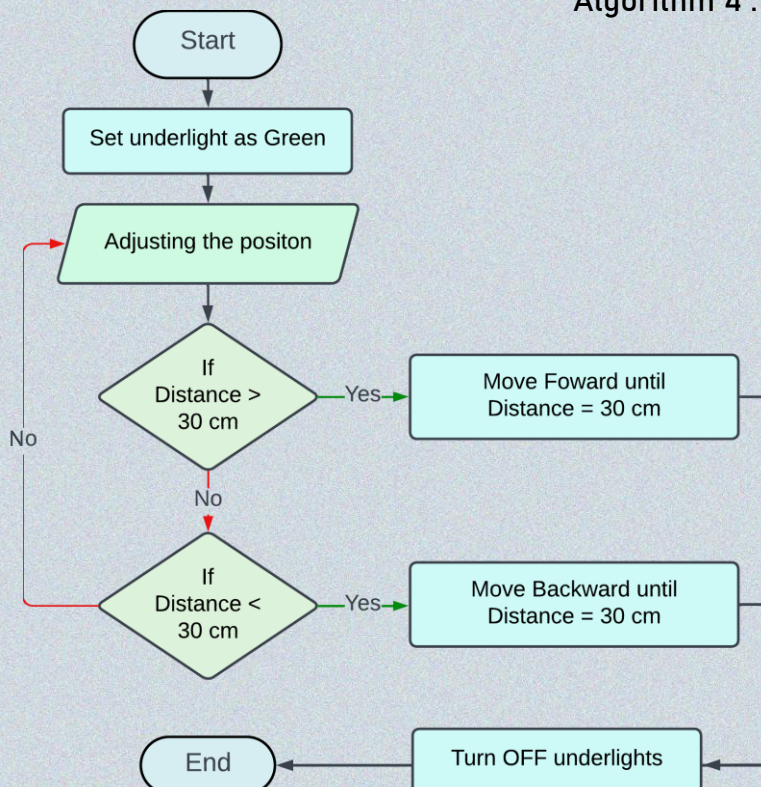 Algorithm 4 :
Start
Set underlight as Green
Adjusting the positon
If
Distance >
30 cm
Yes
Move Foward until
Distance = 30 cm
No
No
If
Distance <
30 cm
Yes
Move Backward until
Distance = 30 cm
End
Turn OFF underlights